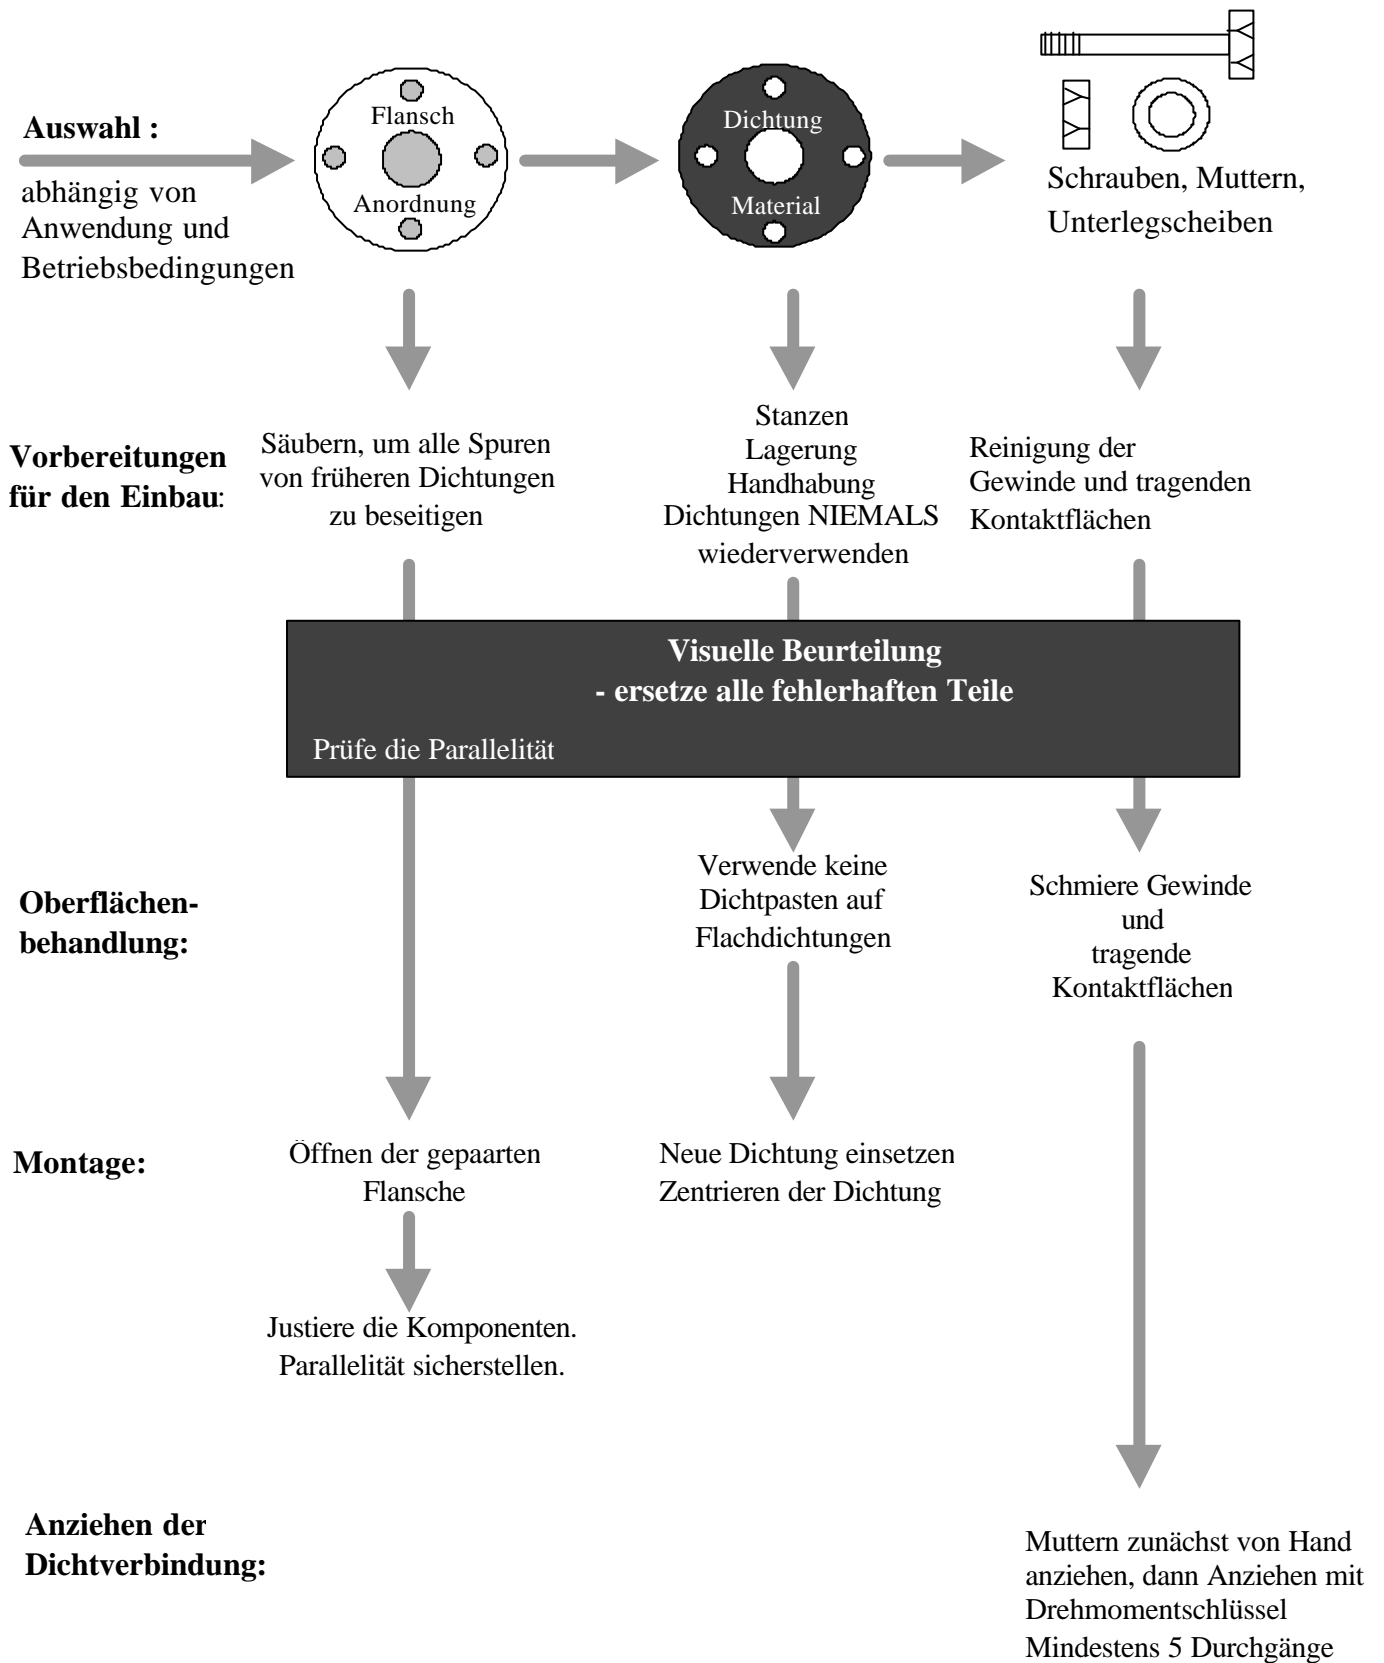 Auswahl :
abhängig von
Anwendung und
Betriebsbedingungen
Flansch
Anordnung
Dichtung
Material
Schrauben, Muttern,
Unterlegscheiben
Vorbereitungen
für den Einbau:
Säubern, um alle Spuren
von früheren Dichtungen
zu beseitigen
Stanzen
Lagerung
Handhabung
Dichtungen NIEMALS
wiederverwenden
Reinigung der
Gewinde und tragenden
Kontaktflächen
Visuelle Beurteilung
- ersetze alle fehlerhaften Teile
Prüfe die Parallelität
Oberflächen-
behandlung:
Verwende keine
Dichtpasten auf
Flachdichtungen
Schmiere Gewinde
und
tragende
Kontaktflächen
Montage:
Öffnen der gepaarten
Flansche
Neue Dichtung einsetzen
Zentrieren der Dichtung
Justiere die Komponenten.
Parallelität sicherstellen.
Anziehen der
Dichtverbindung:
Muttern zunächst von Hand
anziehen, dann Anziehen mit
Drehmomentschlüssel
Mindestens 5 Durchgänge